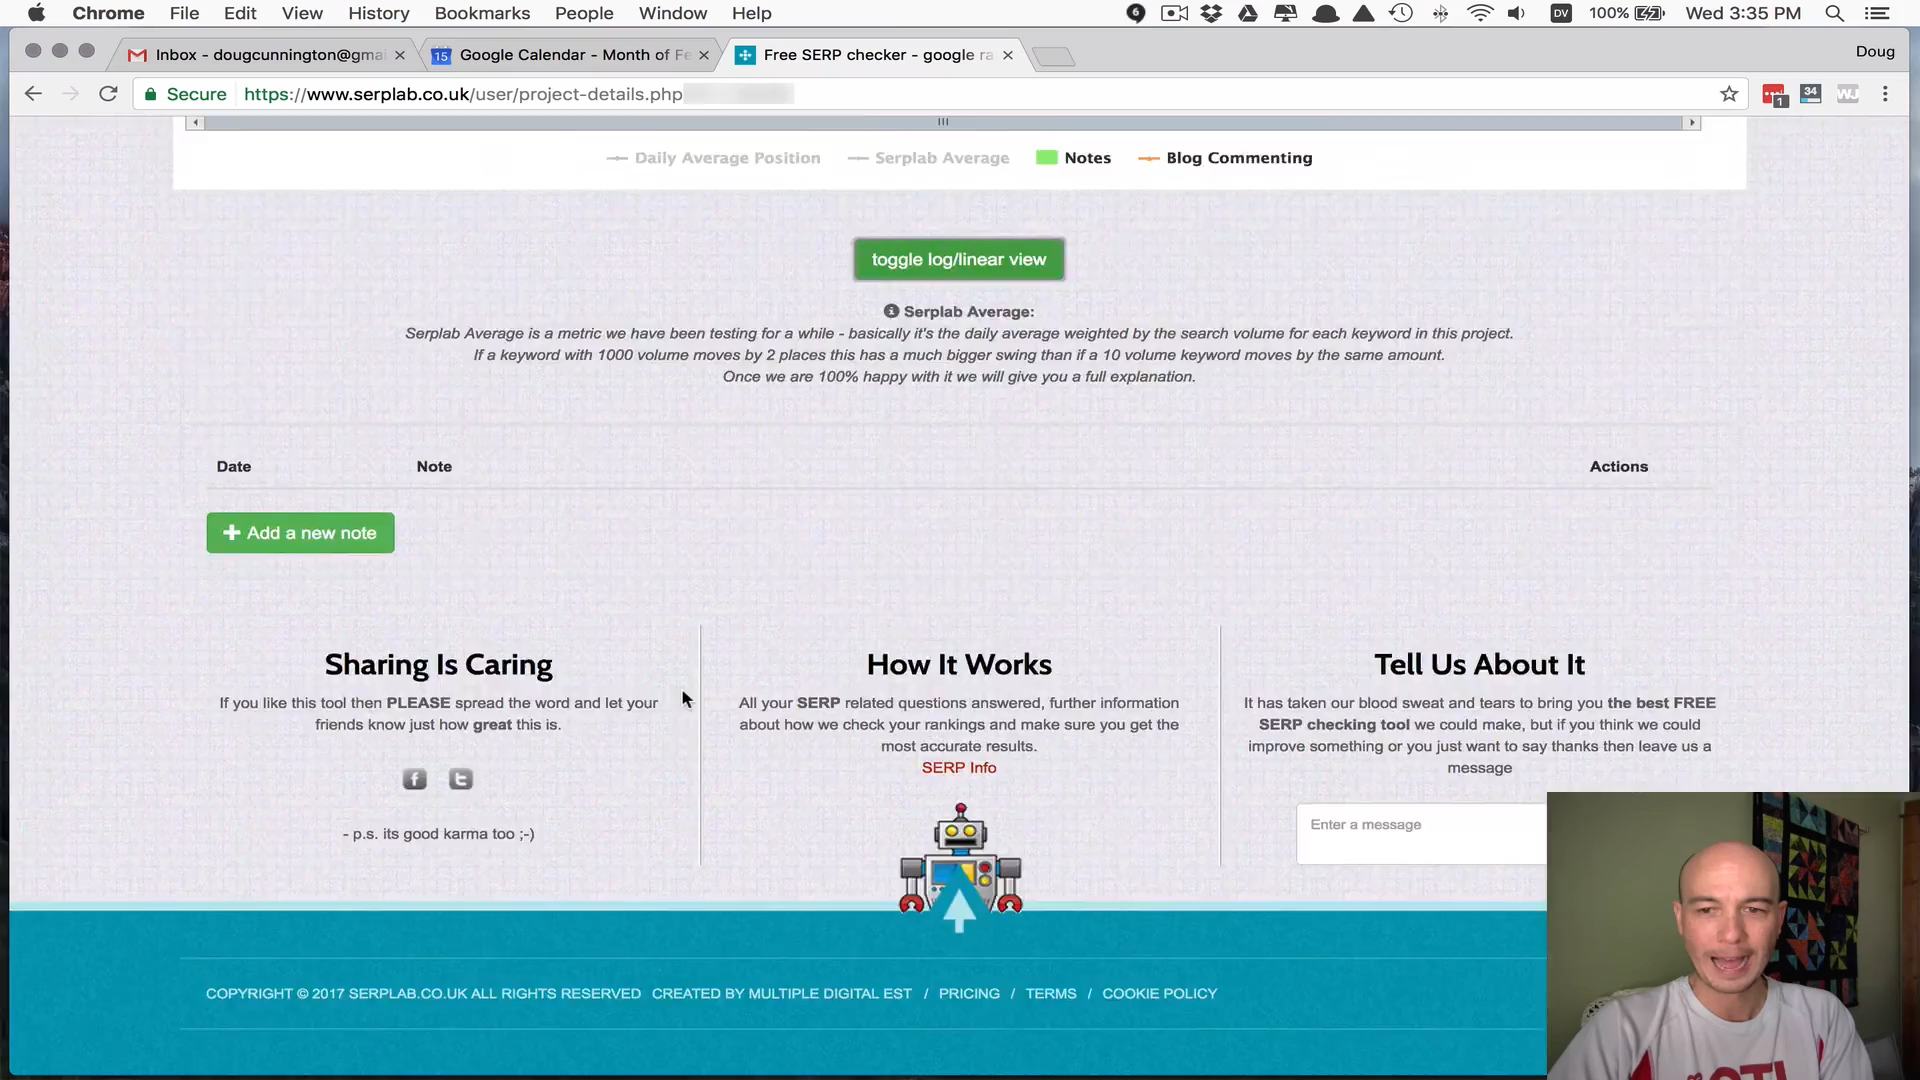 Chrome File Edit View History Bookmarks People Window Help 6 DV 100% Wed 3:35 PM
Inbox - dougcunnington@gmai 15 Google Calendar - Month of Fe Free SERP checker - google ra Doug
Secure https://www.serplab.co.uk/user/project-details.php 1 34 WJ
Daily Average Position Serplab Average Notes Blog Commenting
toggle log/linear view
Serplab Average:
Serplab Average is a metric we have been testing for a while - basically it's the daily average weighted by the search volume for each keyword in this project.
If a keyword with 1000 volume moves by 2 places this has a much bigger swing than if a 10 volume keyword moves by the same amount.
Once we are 100% happy with it we will give you a full explanation.
Date Note Actions
Add a new note
Sharing Is Caring
If you like this tool then PLEASE spread the word and let your
friends know just how great this is.
- p.s. its good karma too ;-)
How It Works
All your SERP related questions answered, further information
about how we check your rankings and make sure you get the
most accurate results.
SERP Info
Tell Us About It
It has taken our blood sweat and tears to bring you the best FREE
SERP checking tool we could make, but if you think we could
improve something or you just want to say thanks then leave us a
message
Enter a message
COPYRIGHT © 2017 SERPLAB.CO.UK ALL RIGHTS RESERVED CREATED BY MULTIPLE DIGITAL EST / PRICING / TERMS / COOKIE POLICY